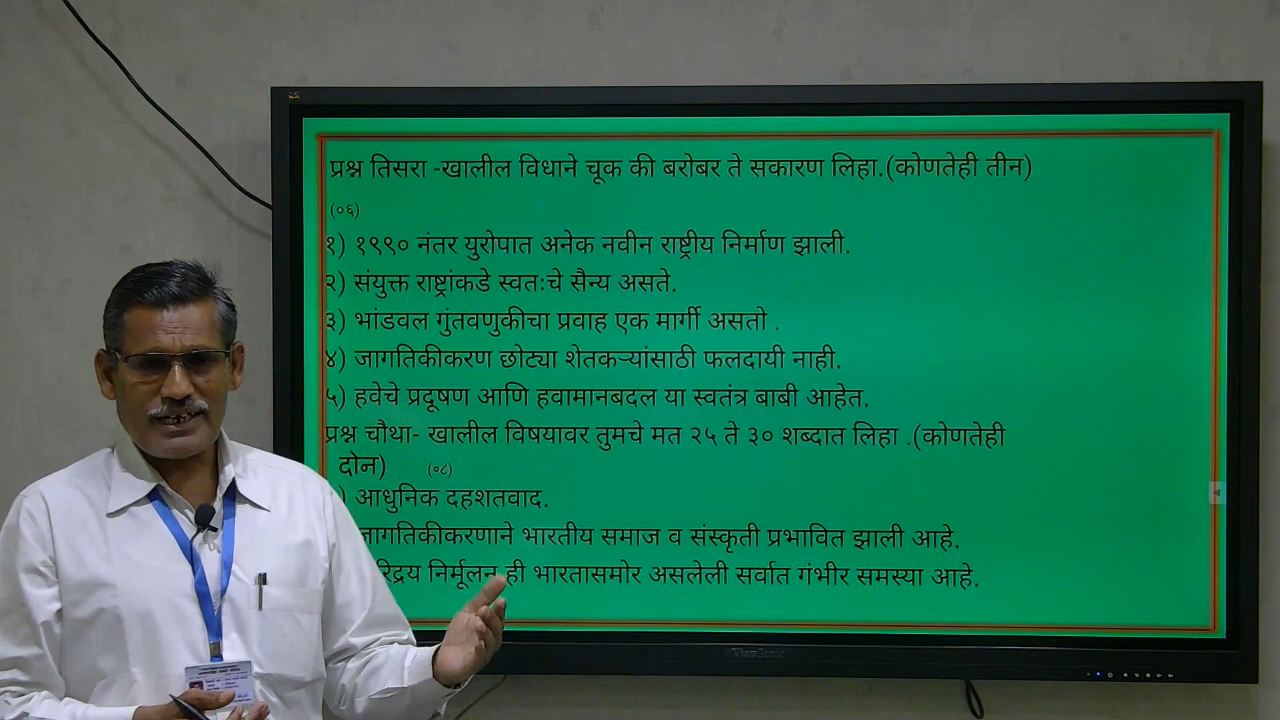 प्रश्न तिसरा -खालील विधाने चूक की बरोबर ते सकारण लिहा.(कोणतेही तीन)
(०६)
१) १९९० नंतर युरोपात अनेक नवीन राष्ट्रीय निर्माण झाली.
२) संयुक्त राष्ट्रांकडे स्वतःचे सैन्य असते.
३) भांडवल गुंतवणुकीचा प्रवाह एक मार्गी असतो .
४) जागतिकीकरण छोट्या शेतकऱ्यांसाठी फलदायी नाही.
५) हवेचे प्रदूषण आणि हवामानबदल या स्वतंत्र बाबी आहेत.
प्रश्न चौथा- खालील विषयावर तुमचे मत २५ ते ३० शब्दात लिहा .(कोणतेही
दोन) (०८)
) आधुनिक दहशतवाद.
जागतिकीकरणाने भारतीय समाज व संस्कृती प्रभावित झाली आहे.
निर्मूलन ही भारतासमोर असलेली सर्वात गंभीर समस्या आहे.
ViewSonic